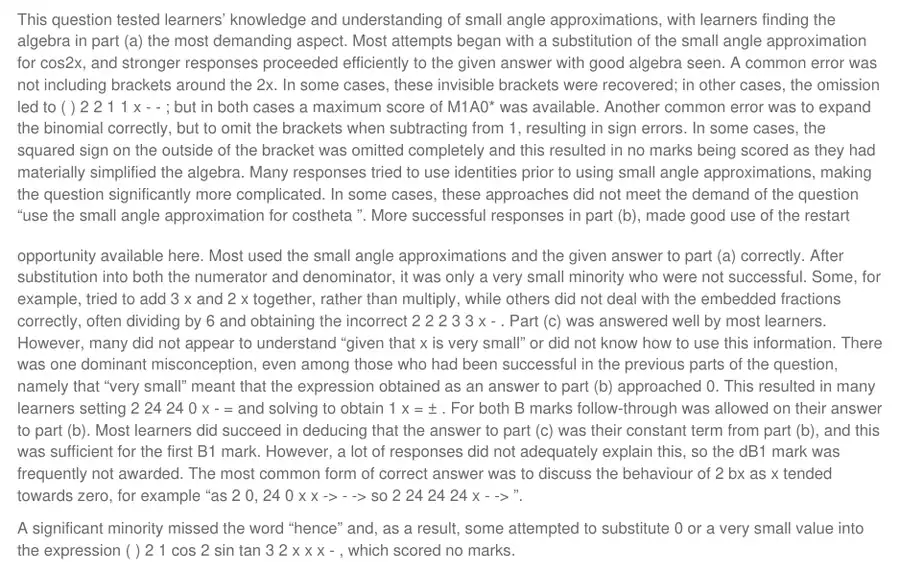 This question tested learners' knowledge and understanding of small angle approximations, with learners finding the
algebra in part (a) the most demanding aspect. Most attempts began with a substitution of the small angle approximation
for cos2x, and stronger responses proceeded efficiently to the given answer with good algebra seen. A common error was
not including brackets around the 2x. In some cases, these invisible brackets were recovered; in other cases, the omission
led to ( ) 2 2 1 1 x - - ; but in both cases a maximum score of M1A0* was available. Another common error was to expand
the binomial correctly, but to omit the brackets when subtracting from 1, resulting in sign errors. In some cases, the
squared sign on the outside of the bracket was omitted completely and this resulted in no marks being scored as they had
materially simplified the algebra. Many responses tried to use identities prior to using small angle approximations, making
the question significantly more complicated. In some cases, these approaches did not meet the demand of the question
“use the small angle approximation for costheta ”. More successful responses in part (b), made good use of the restart
opportunity available here. Most used the small angle approximations and the given answer to part (a) correctly. After
substitution into both the numerator and denominator, it was only a very small minority who were not successful. Some, for
example, tried to add 3 x and 2 x together, rather than multiply, while others did not deal with the embedded fractions
correctly, often dividing by 6 and obtaining the incorrect 2 2 2 3 3 x - . Part (c) was answered well by most learners.
However, many did not appear to understand “given that x is very small” or did not know how to use this information. There
was one dominant misconception, even among those who had been successful in the previous parts of the question,
namely that “very small” meant that the expression obtained as an answer to part (b) approached 0. This resulted in many
learners setting 2 24 24 0 x - = and solving to obtain 1 x = ± . For both B marks follow-through was allowed on their answer
to part (b). Most learners did succeed in deducing that the answer to part (c) was their constant term from part (b), and this
was sufficient for the first B1 mark. However, a lot of responses did not adequately explain this, so the dB1 mark was
frequently not awarded. The most common form of correct answer was to discuss the behaviour of 2 bx as x tended
towards zero, for example “as 2 0, 24 0 x x -> - -> so 2 24 24 24 x - -> ”.
A significant minority missed the word “hence” and, as a result, some attempted to substitute 0 or a very small value into
the expression ( ) 2 1 cos 2 sin tan 3 2 x x x - , which scored no marks.